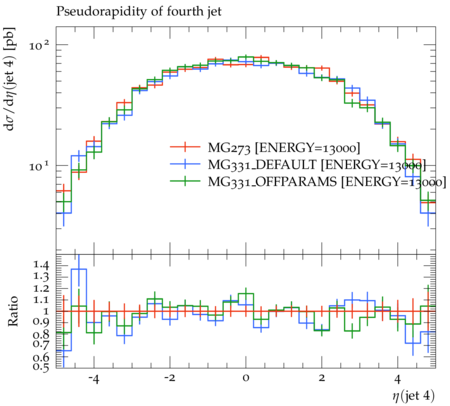 Pseudorapidity of fourth jet
dσ/dη(jet 4) [pb]
10²
10¹
MG273 [ENERGY=13000]
MG331_DEFAULT [ENERGY=13000]
MG331_OFFPARAMS [ENERGY=13000]
Ratio
1.4
1.3
1.2
1.1
1
0.9
0.8
0.7
0.6
0.5
-4 -2 0 2 4
η(jet 4)